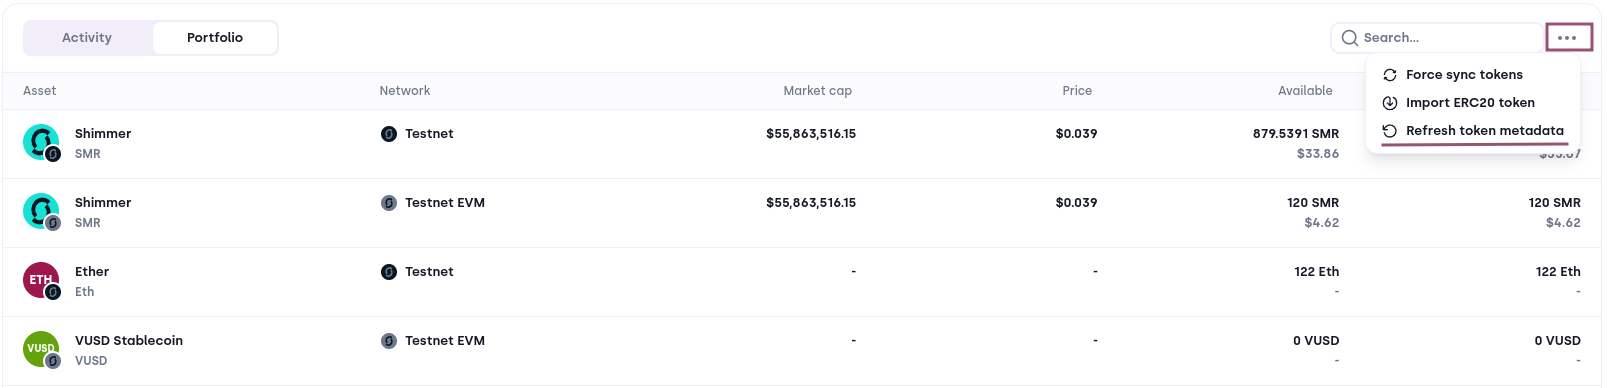 Activity Portfolio Search...
Force sync tokens
Import ERC20 token
Refresh token metadata
Asset Network Market cap Price Available
Shimmer Testnet $55,863,516.15 $0.039 879.5391 SMR
SMR $33.86
Shimmer Testnet EVM $55,863,516.15 $0.039 120 SMR 120 SMR
SMR $4.62 $4.62
ETH Ether Testnet - - 122 Eth 122 Eth
Eth - -
VUSD VUSD Stablecoin Testnet EVM - - 0 VUSD 0 VUSD
VUSD - -